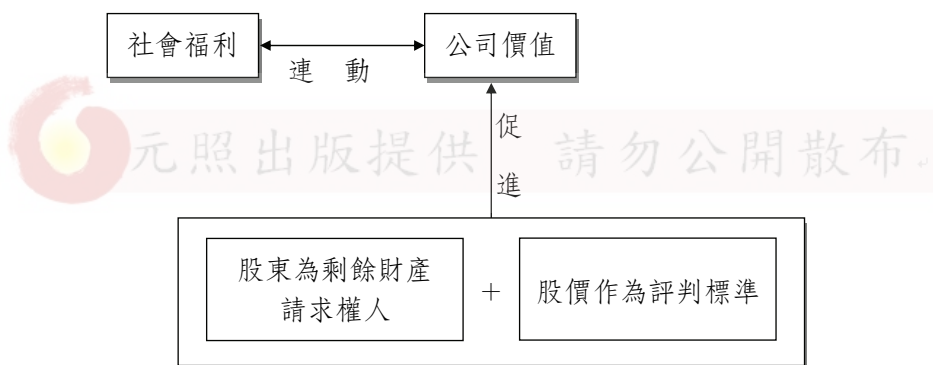 社會福利
公司價值
連 動
促
進
元照出版提供 請勿公開散布。
股東為剩餘財產
請求權人
+
股價作為評判標準